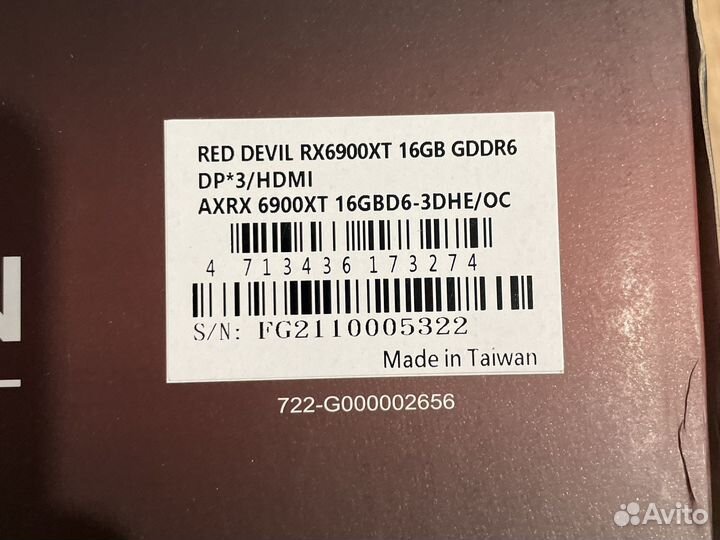 RED DEVIL RX6900XT 16GB GDDR6
DP*3/HDMI
AXRX 6900XT 16GBD6-3DHE/OC
4 713436 173274
S/N: FG2110005322
Made in Taiwan
N
722-G000002656
Avito